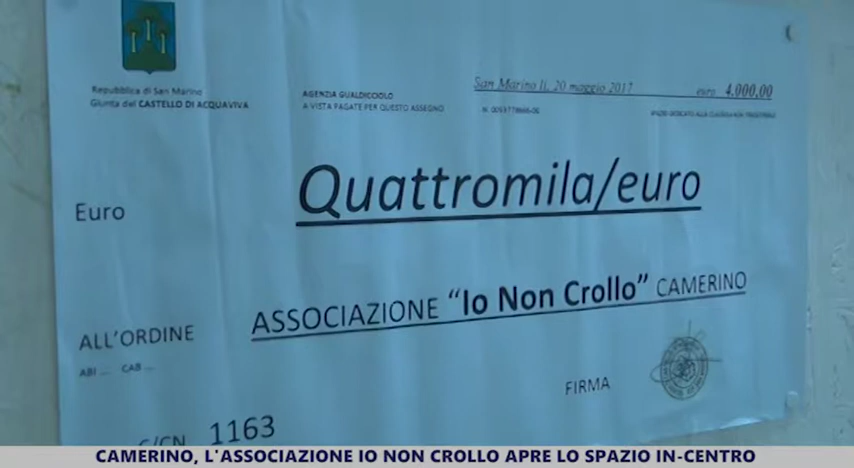 Repubblica di San Marino
Giunta del CASTELLO DI ACQUAVIVA
AGENZIA GUALDICCIOLO
A VISTA PAGATE PER QUESTO ASSEGNO
San Marino lì, 20 maggio 2017 euro 4.000,00
Euro Quattromila/euro
ALL'ORDINE ASSOCIAZIONE "Io Non Crollo" CAMERINO
ABI ... CAB ...
FIRMA
C/CN 1163
CAMERINO, L'ASSOCIAZIONE IO NON CROLLO APRE LO SPAZIO IN-CENTRO